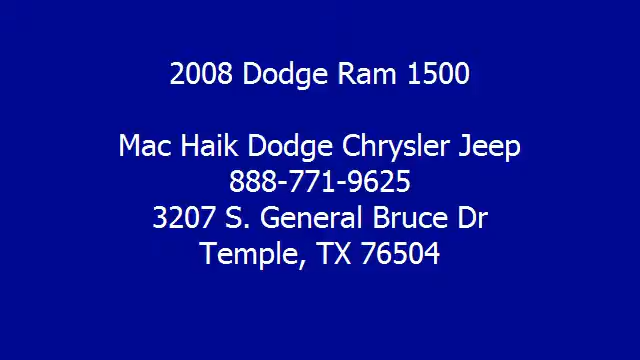 2008 Dodge Ram 1500
Mac Haik Dodge Chrysler Jeep
888-771-9625
3207 S. General Bruce Dr
Temple, TX 76504